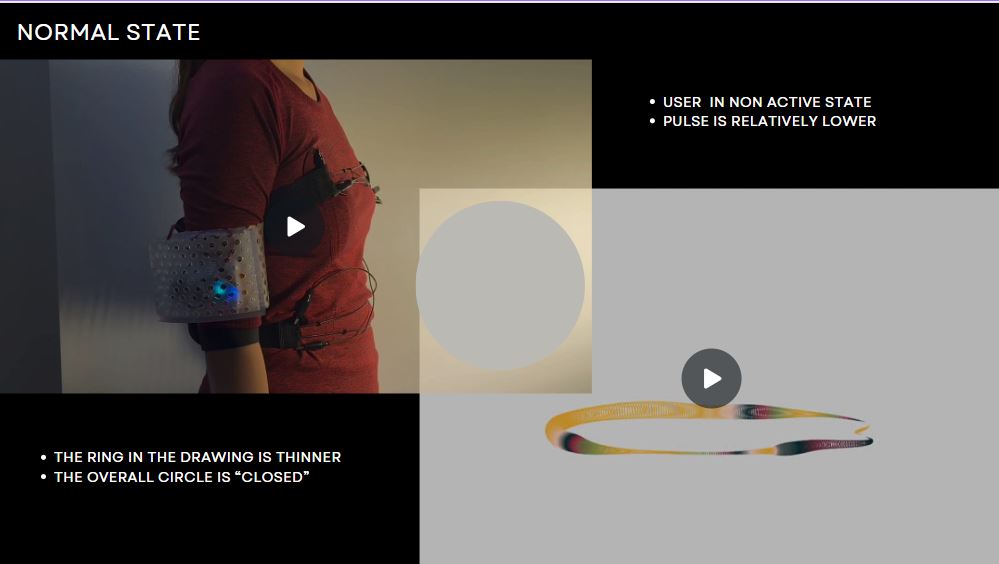 NORMAL STATE
• USER IN NON ACTIVE STATE
• PULSE IS RELATIVELY LOWER
• THE RING IN THE DRAWING IS THINNER
• THE OVERALL CIRCLE IS “CLOSED”